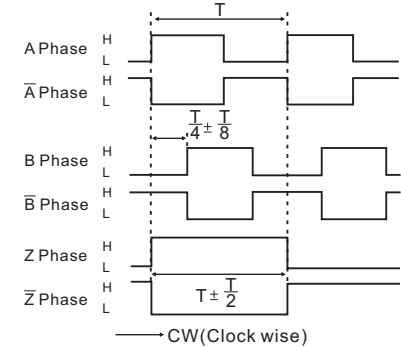 T
A Phase H
L
A̅ Phase H
L
T/4 ± T/8
B Phase H
L
B̅ Phase H
L
Z Phase H
L
Z̅ Phase H
L
T ± T/2
CW(Clock wise)